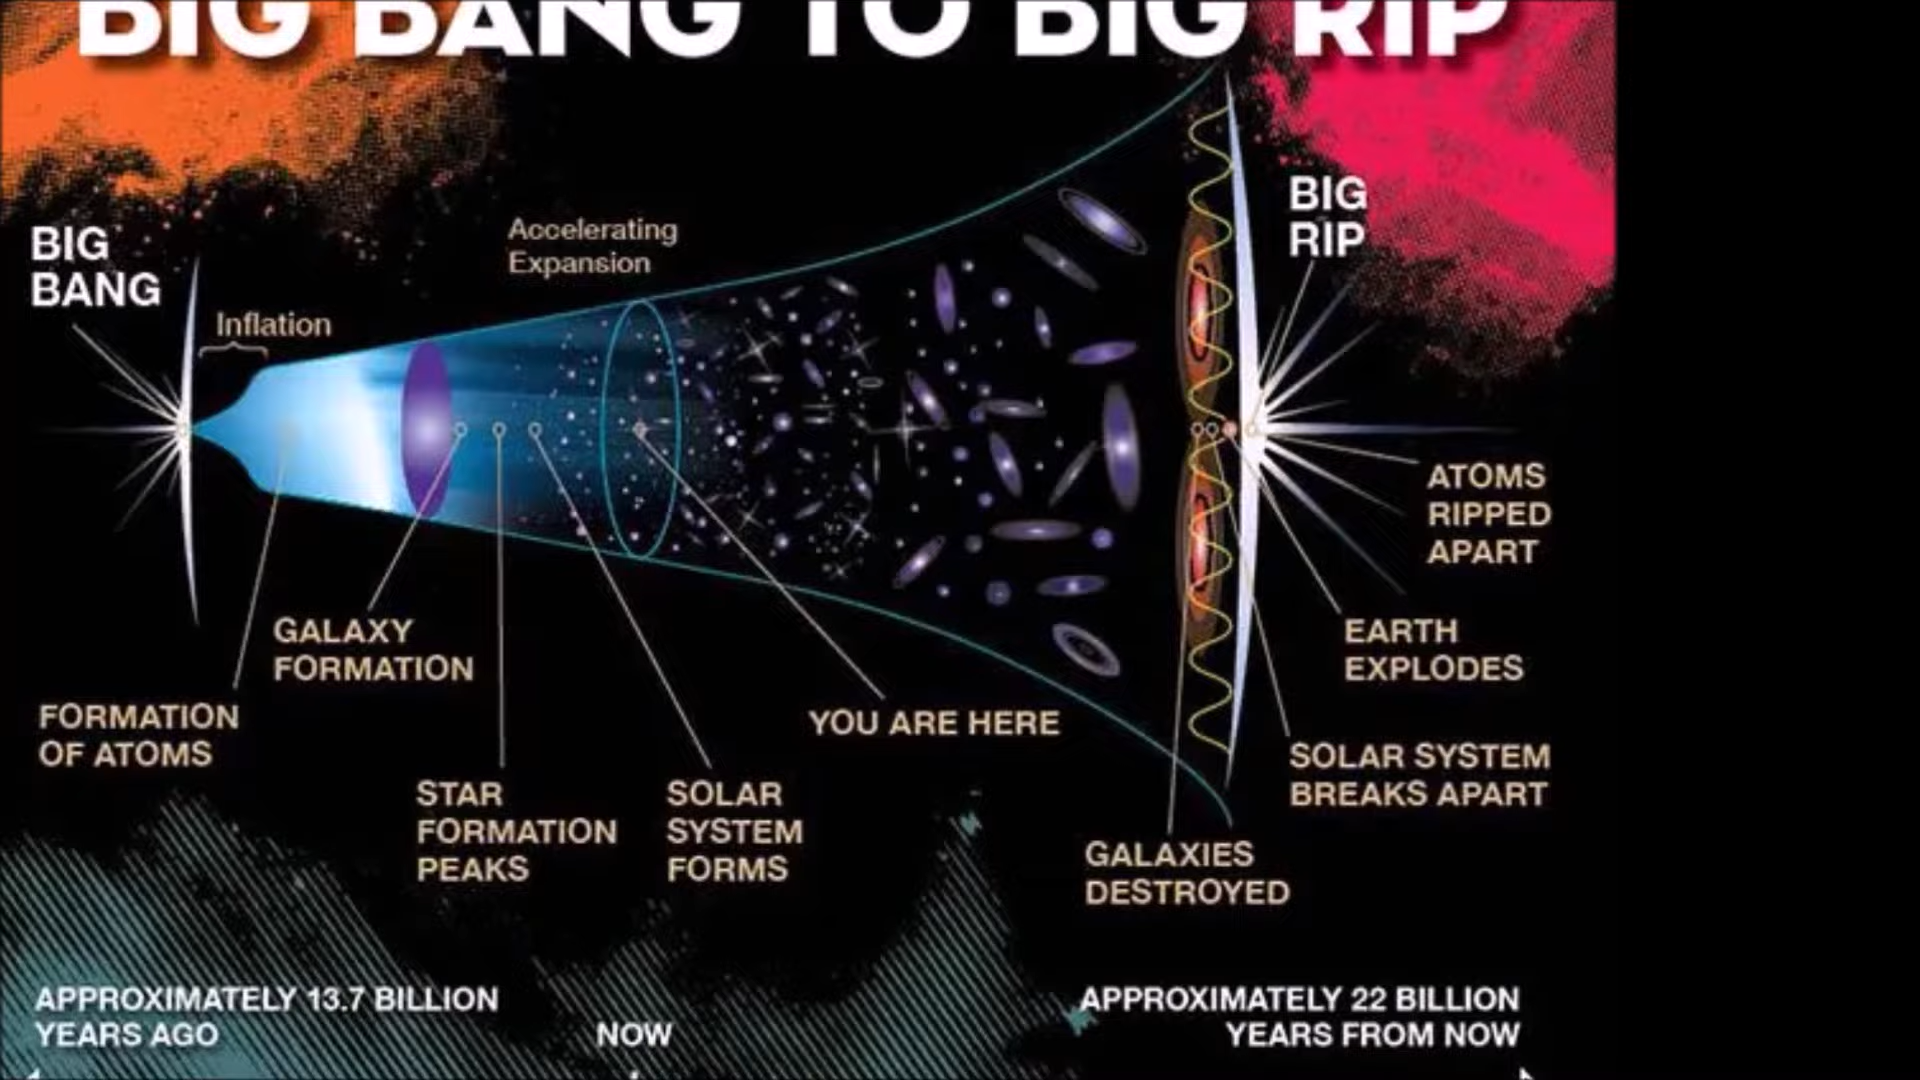 BIG BANG TO BIG RIP
BIG
BANG
Inflation
Accelerating
Expansion
BIG
RIP
ATOMS
RIPPED
APART
EARTH
EXPLODES
GALAXY
FORMATION
FORMATION
OF ATOMS
YOU ARE HERE
SOLAR SYSTEM
BREAKS APART
STAR
FORMATION
PEAKS
SOLAR
SYSTEM
FORMS
GALAXIES
DESTROYED
APPROXIMATELY 13.7 BILLION
YEARS AGO
NOW
APPROXIMATELY 22 BILLION
YEARS FROM NOW